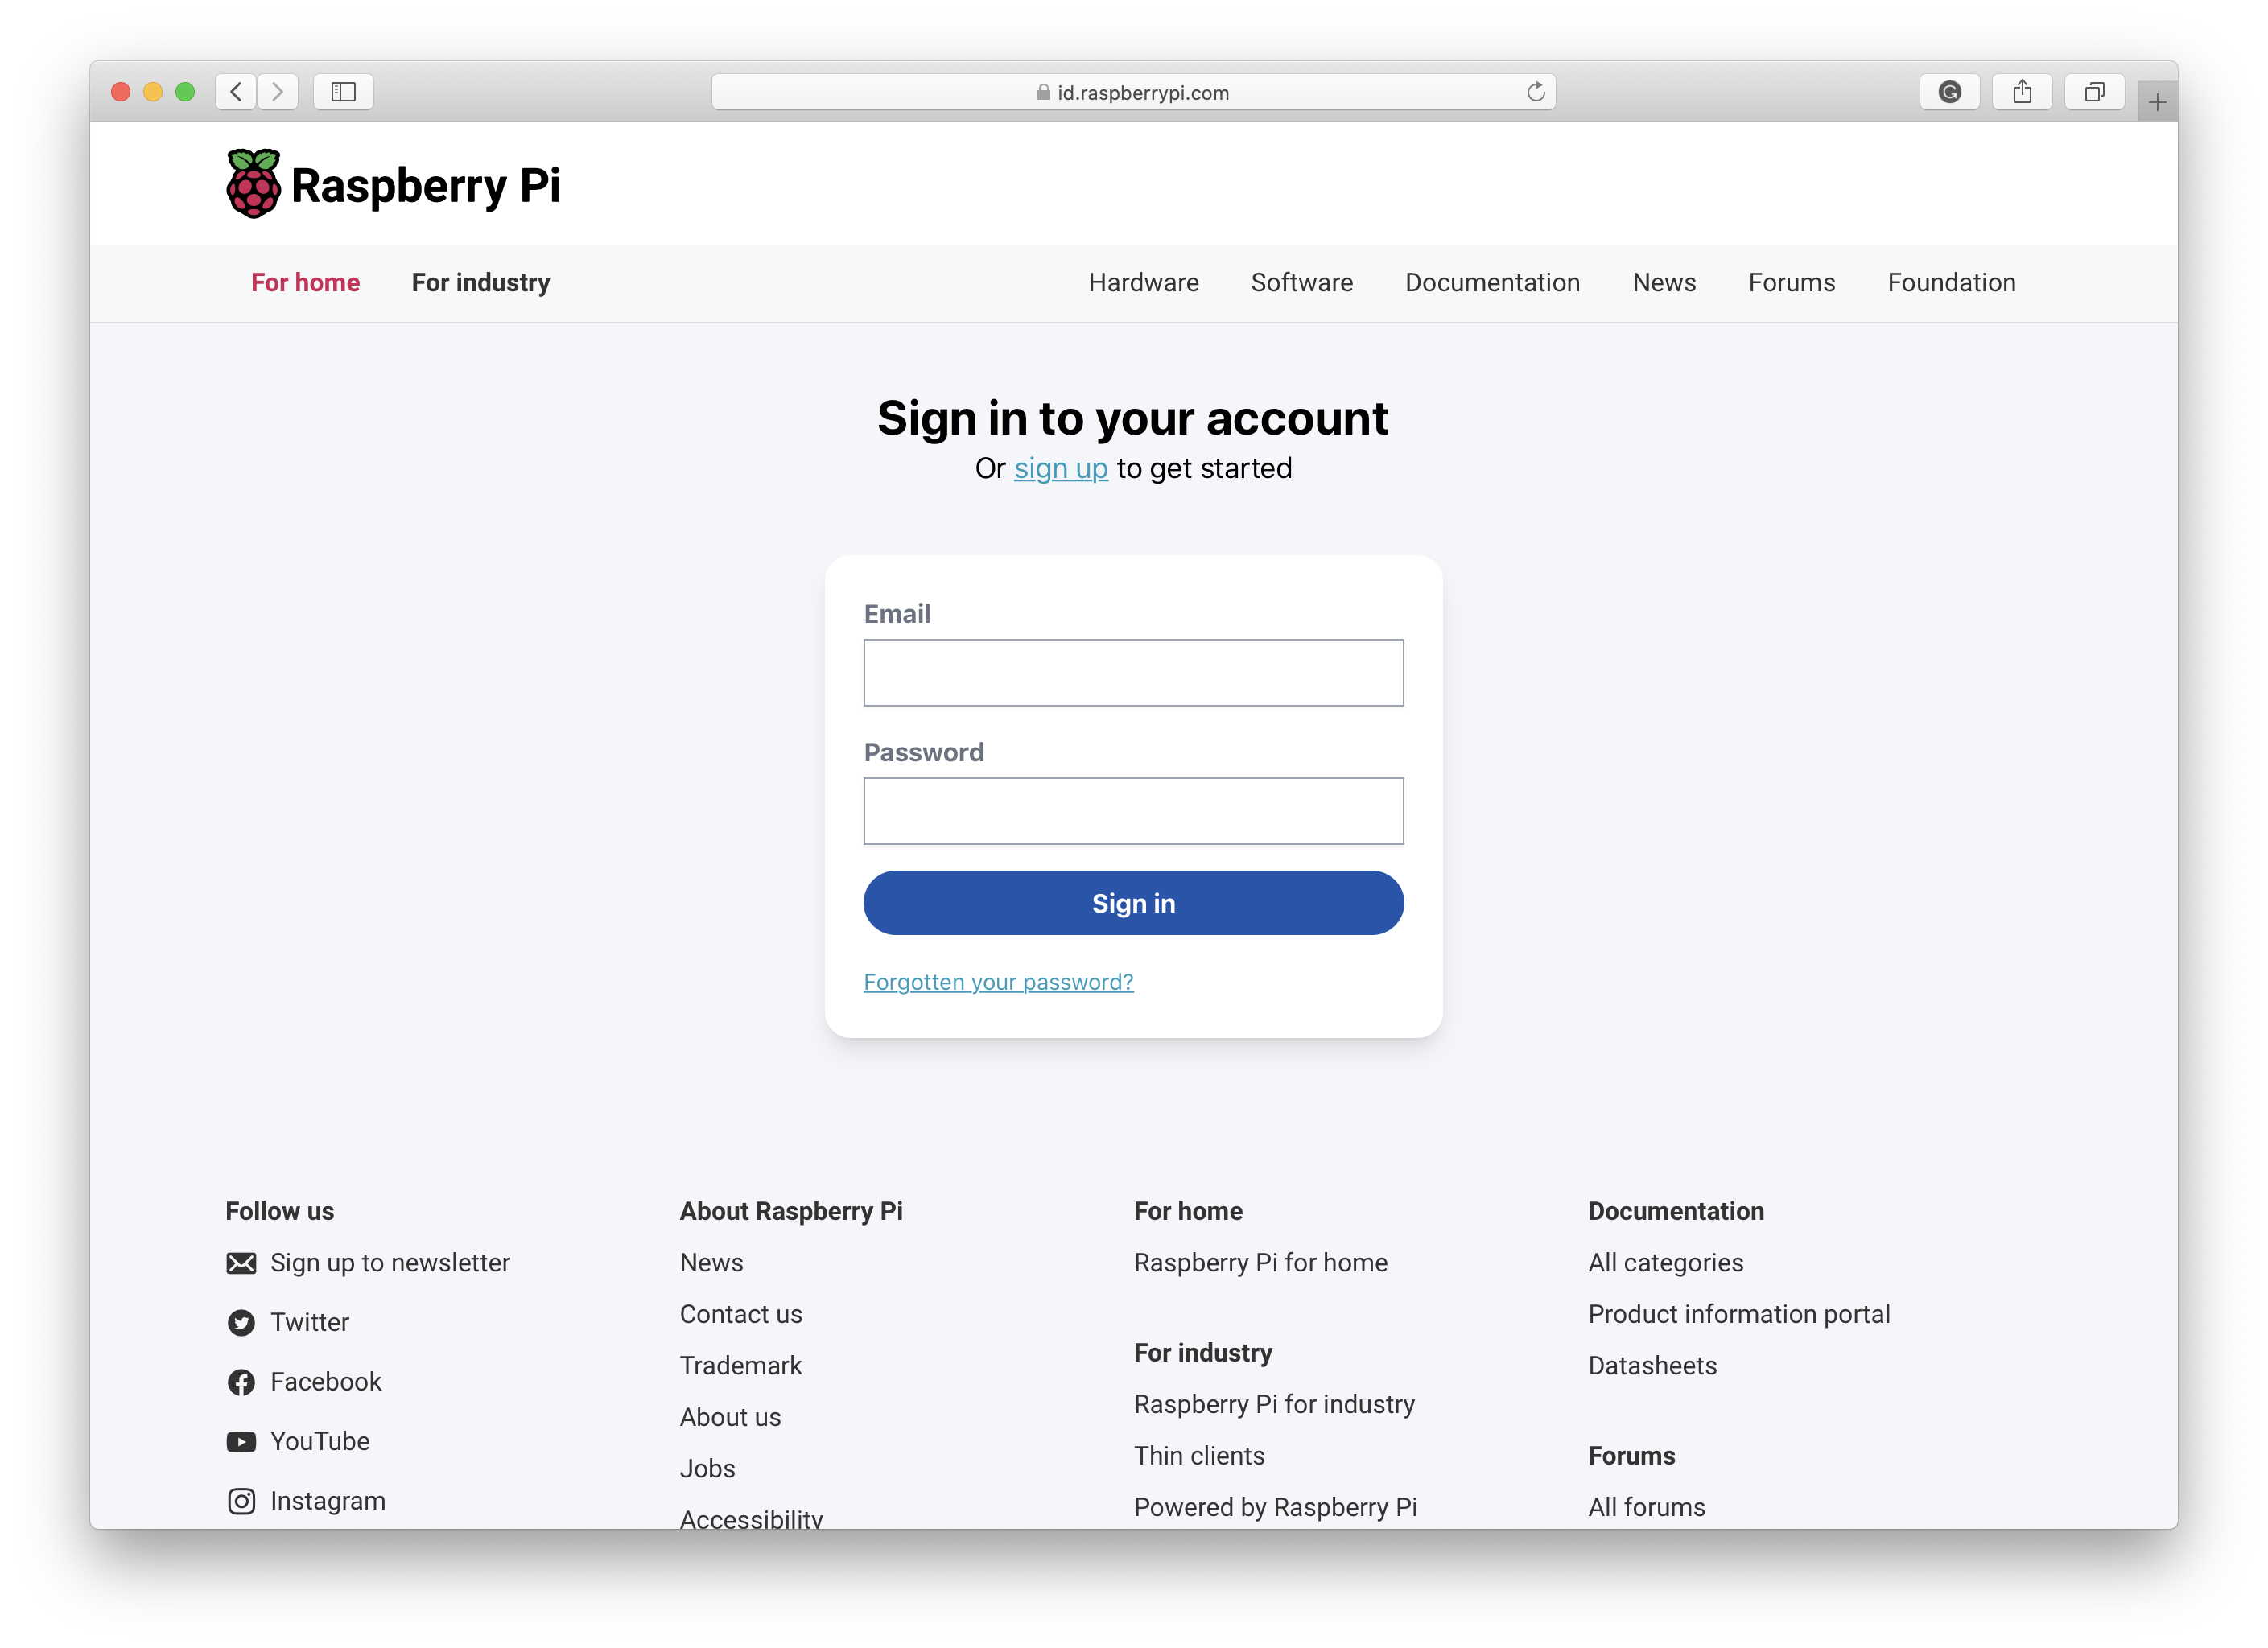 id.raspberrypi.com
Raspberry Pi
For home
For industry
Hardware
Software
Documentation
News
Forums
Foundation
Sign in to your account
Or sign up to get started
Email
Password
Sign in
Forgotten your password?
Follow us
Sign up to newsletter
Twitter
Facebook
YouTube
Instagram
About Raspberry Pi
News
Contact us
Trademark
About us
Jobs
Accessibility
For home
Raspberry Pi for home
For industry
Raspberry Pi for industry
Thin clients
Powered by Raspberry Pi
Documentation
All categories
Product information portal
Datasheets
Forums
All forums